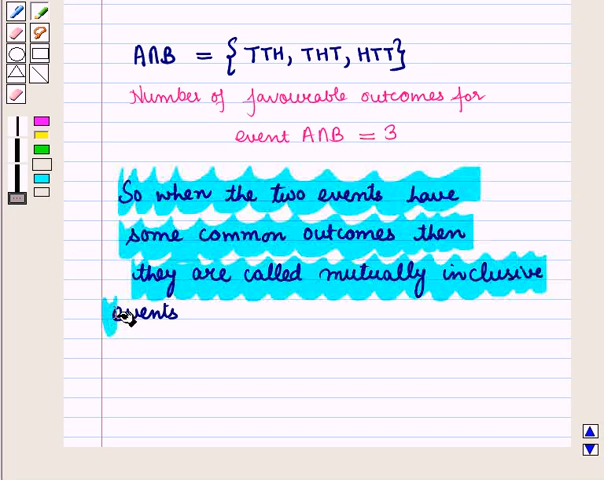 A∩B = {TTH, THT, HTT}
Number of favourable outcomes for
event A∩B = 3
So when the two events have
some common outcomes then
they are called mutually inclusive
events